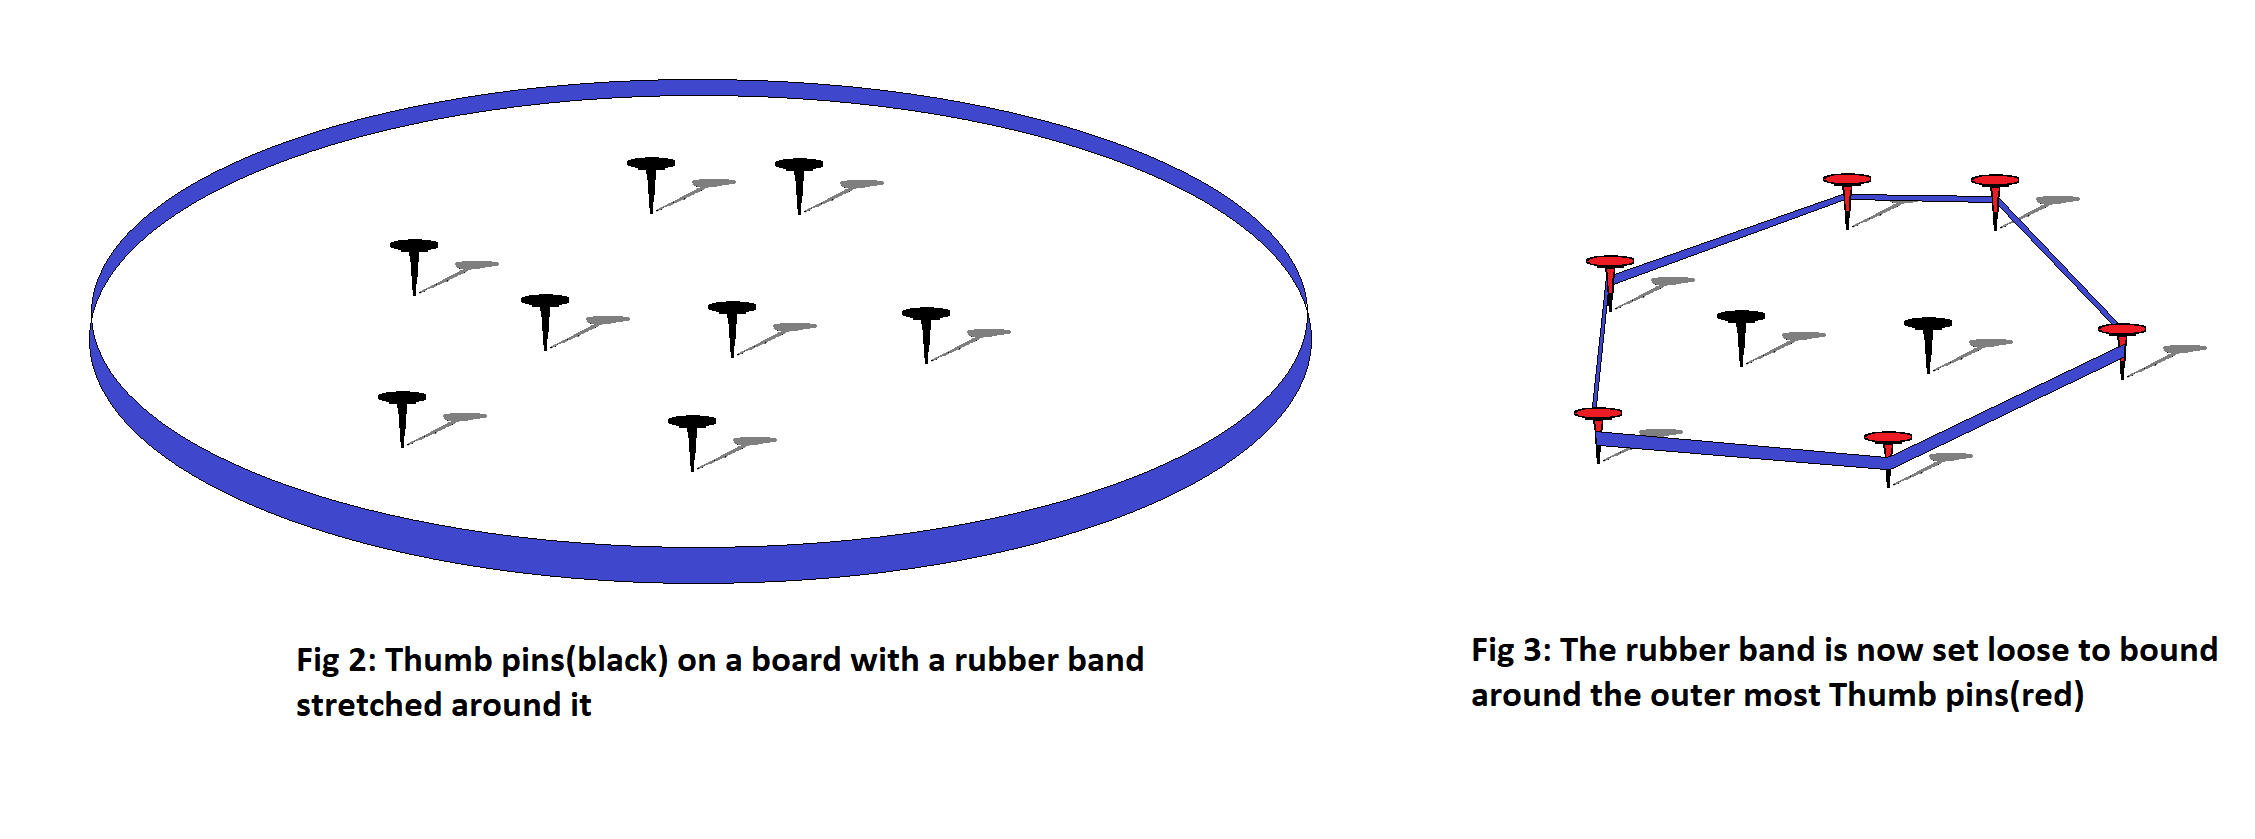 Fig 2: Thumb pins(black) on a board with a rubber band
stretched around it
Fig 3: The rubber band is now set loose to bound
around the outer most Thumb pins(red)